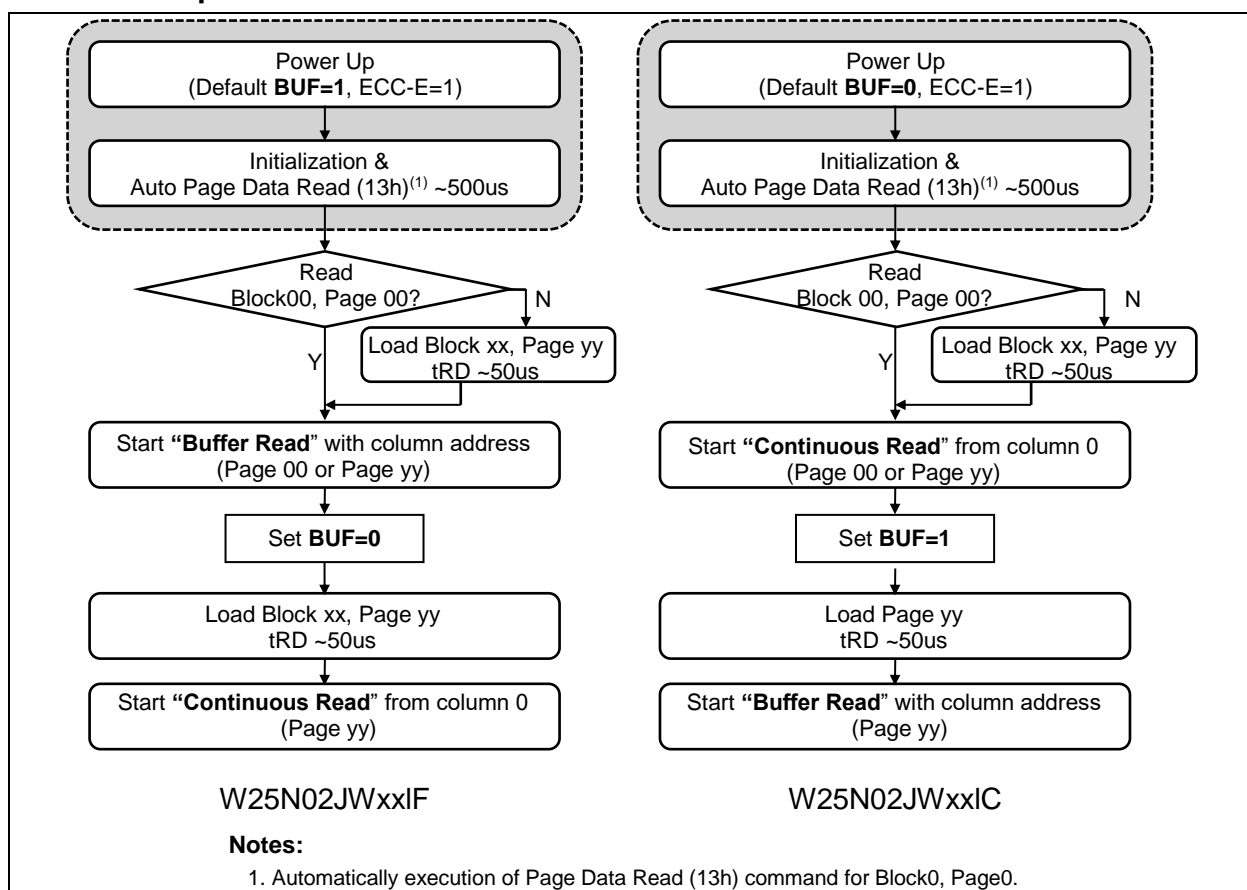 Power Up
(Default BUF=1, ECC-E=1)
Initialization &
Auto Page Data Read (13h)(1) ~500us
Read
Block00, Page 00?
N
Load Block xx, Page yy
tRD ~50us
Y
Start “Buffer Read” with column address
(Page 00 or Page yy)
Set BUF=0
Load Block xx, Page yy
tRD ~50us
Start “Continuous Read” from column 0
(Page yy)
W25N02JWxxIF
Power Up
(Default BUF=0, ECC-E=1)
Initialization &
Auto Page Data Read (13h)(1) ~500us
Read
Block 00, Page 00?
N
Load Block xx, Page yy
tRD ~50us
Y
Start “Continuous Read” from column 0
(Page 00 or Page yy)
Set BUF=1
Load Page yy
tRD ~50us
Start “Buffer Read” with column address
(Page yy)
W25N02JWxxIC
Notes:
1. Automatically execution of Page Data Read (13h) command for Block0, Page0.